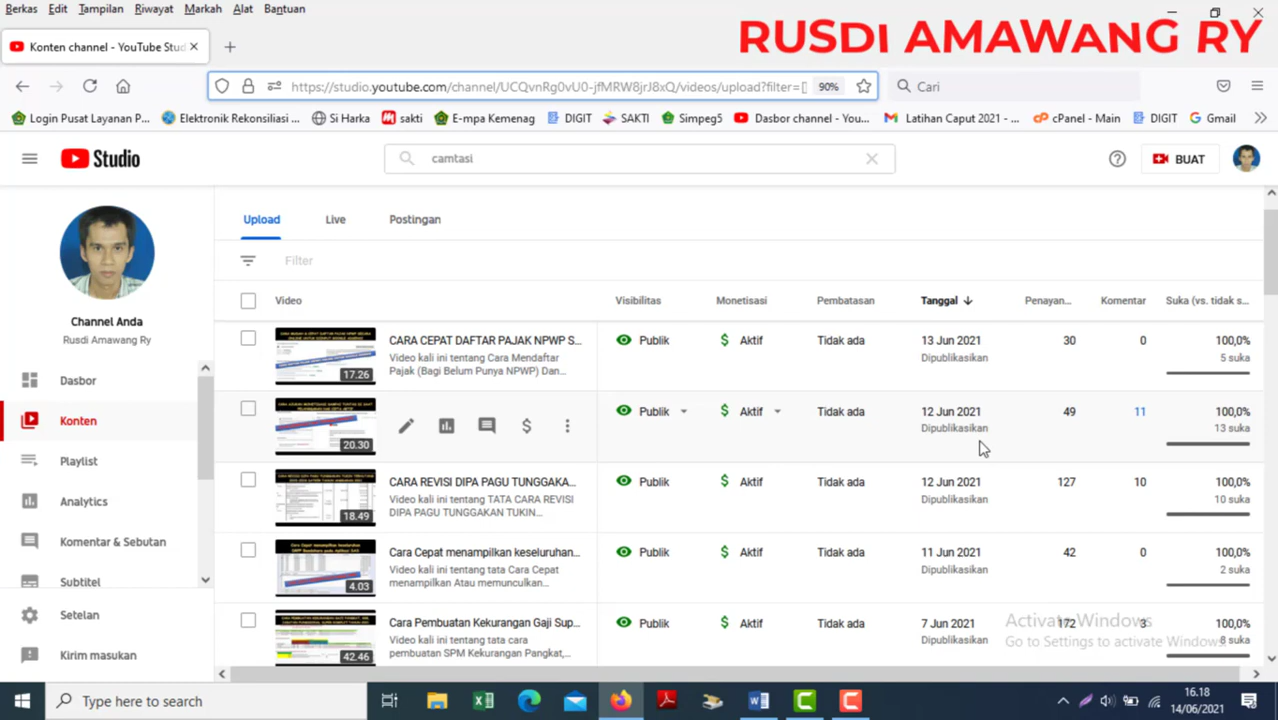 Berkas Edit Tampilan Riwayat Markah Alat Bantuan
RUSDI AMAWANG RY
Konten channel - YouTube Stud
https://studio.youtube.com/channel/UCQvnRg0vU0-jfMRW8jrJ8xQ/videos/upload?filter=[
90%
Cari
Login Pusat Layanan P... Elektronik Rekonsiliasi ... Si Harka sakti E-mpa Kemenag DIGIT SAKTI Simpeg5 Dasbor channel - You... Latihan Caput 2021 - ... cPanel - Main DIGIT Gmail
Studio
camtasi
BUAT
Upload Live Postingan
Filter
Channel Anda
Rusdi Amawang Ry
Dasbor
Konten
Playlist
Analytics
Komentar & Sebutan
Subtitel
Setelan
Kirim masukan
Video Visibilitas Monetisasi Pembatasan Tanggal Penayan... Komentar Suka (vs. tidak s...
17.26
CARA CEPAT DAFTAR PAJAK NPWP S...
Video kali ini tentang Cara Mendaftar
Pajak (Bagi Belum Punya NPWP) Dan...
Publik Aktif Tidak ada 13 Jun 2021 30 0 100,0%
Dipublikasikan 5 suka
20.30
Publik Aktif Tidak ada 12 Jun 2021 49 11 100,0%
Dipublikasikan 13 suka
18.49
CARA REVISI DIPA PAGU TUNGGAKA...
Video kali ini tentang TATA CARA REVISI
DIPA PAGU TUNGGAKAN TUKIN...
Publik Aktif Tidak ada 12 Jun 2021 127 10 100,0%
Dipublikasikan 10 suka
4.03
Cara Cepat menampilkan keseluruhan...
Video kali ini tentang tata Cara Cepat
menampilkan Atau memunculkan...
Publik Aktif Tidak ada 11 Jun 2021 42 0 100,0%
Dipublikasikan 2 suka
42.46
Cara Pembuatan Kekurangan Gaji Sp...
Video kali ini tentang tata cara
pembuatan SPM Kekurangan Pangkat,...
Publik Aktif Tidak ada 7 Jun 2021 172 100,0%
Dipublikasikan 8 suka
Activate Windows
Go to Settings to activate Windows.
Type here to search
16.18
14/06/2021